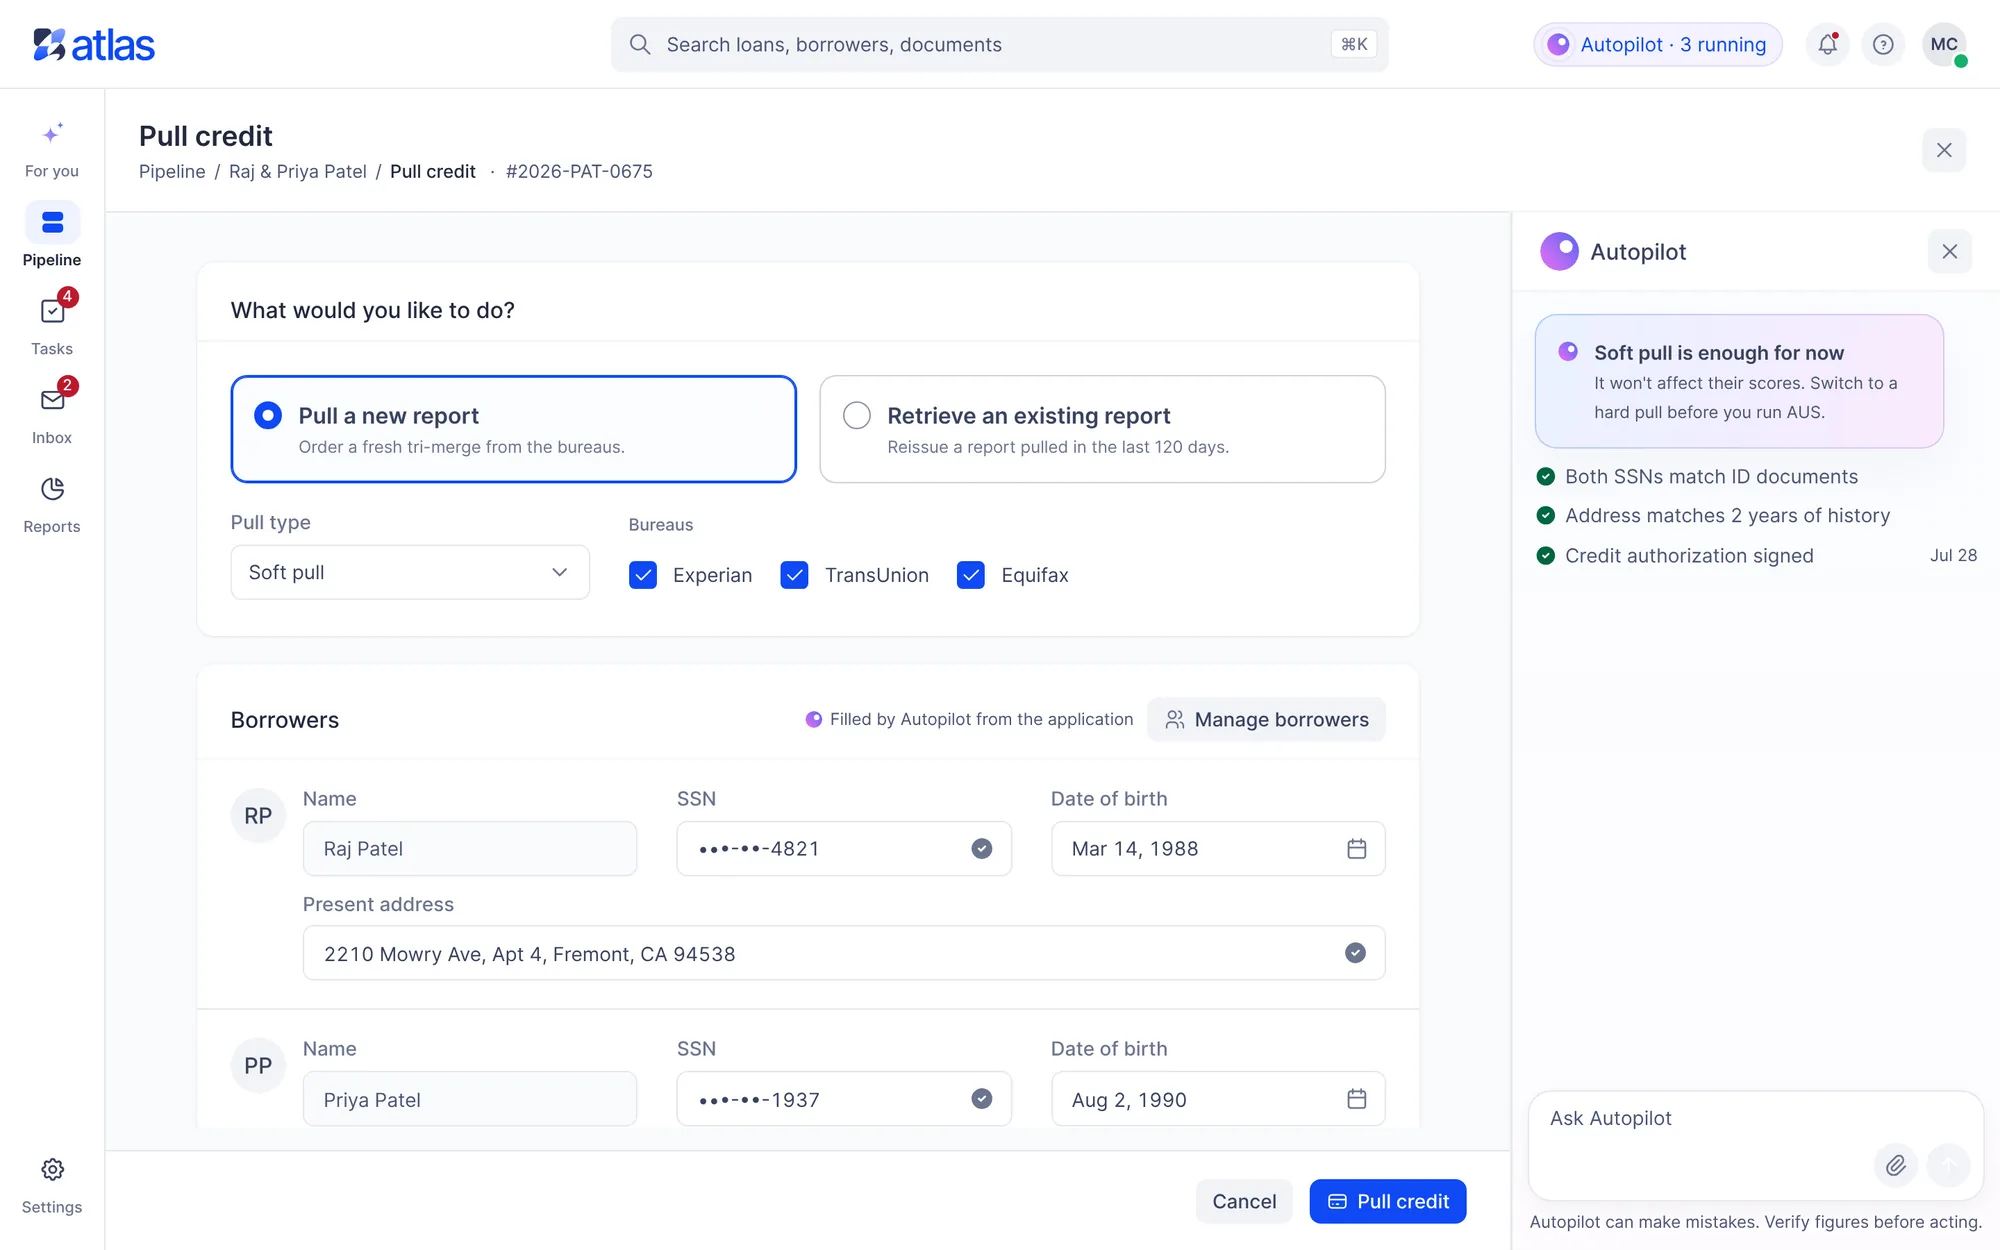 atlas
Search loans, borrowers, documents
⌘K
Autopilot · 3 running
MC
For you
Pipeline
4
Tasks
2
Inbox
Reports
Settings
Pull credit
Pipeline / Raj & Priya Patel / Pull credit · #2026-PAT-0675
What would you like to do?
Pull a new report
Order a fresh tri-merge from the bureaus.
Retrieve an existing report
Reissue a report pulled in the last 120 days.
Pull type
Soft pull
Bureaus
Experian
TransUnion
Equifax
Borrowers
Filled by Autopilot from the application
Manage borrowers
RP
Name
Raj Patel
SSN
•••-••-4821
Date of birth
Mar 14, 1988
Present address
2210 Mowry Ave, Apt 4, Fremont, CA 94538
PP
Name
Priya Patel
SSN
•••-••-1937
Date of birth
Aug 2, 1990
Cancel
Pull credit
Autopilot
Soft pull is enough for now
It won't affect their scores. Switch to a
hard pull before you run AUS.
Both SSNs match ID documents
Address matches 2 years of history
Credit authorization signed
Jul 28
Ask Autopilot
Autopilot can make mistakes. Verify figures before acting.